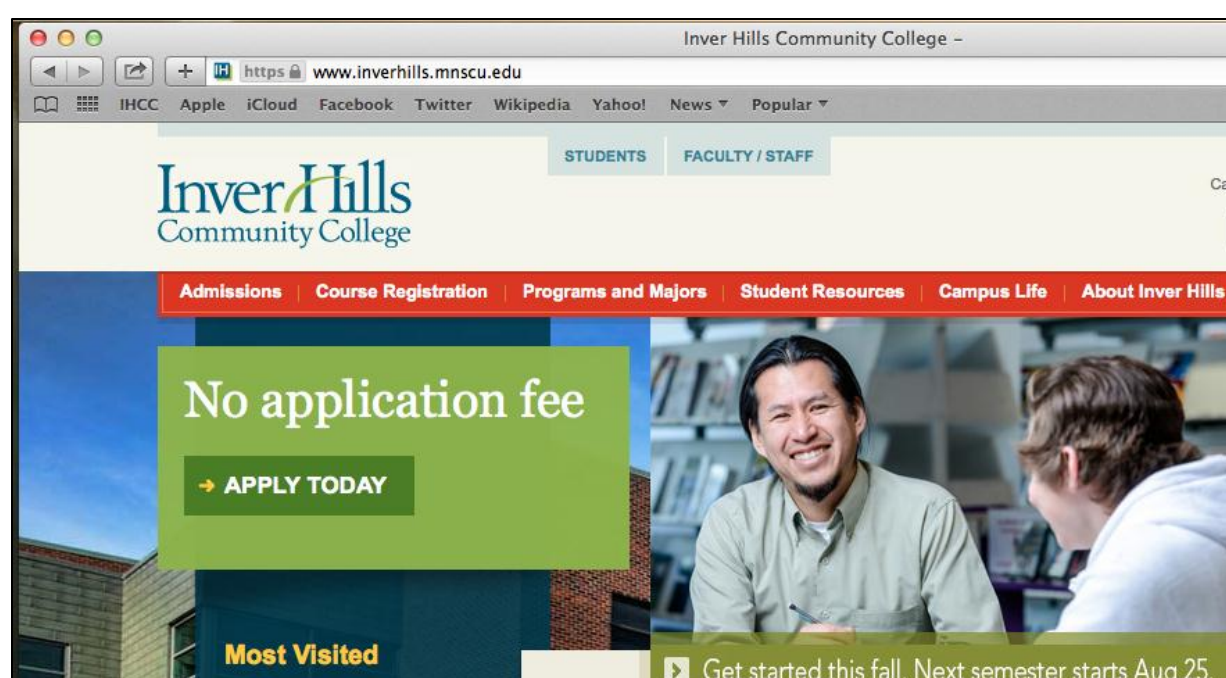 Inver Hills Community College –
https www.inverhills.mnscu.edu
IHCC Apple iCloud Facebook Twitter Wikipedia Yahoo! News Popular
STUDENTS FACULTY / STAFF
Inver Hills
Community College
Admissions | Course Registration | Programs and Majors | Student Resources | Campus Life | About Inver Hills
No application fee
APPLY TODAY
Most Visited
Get started this fall. Next semester starts Aug 25